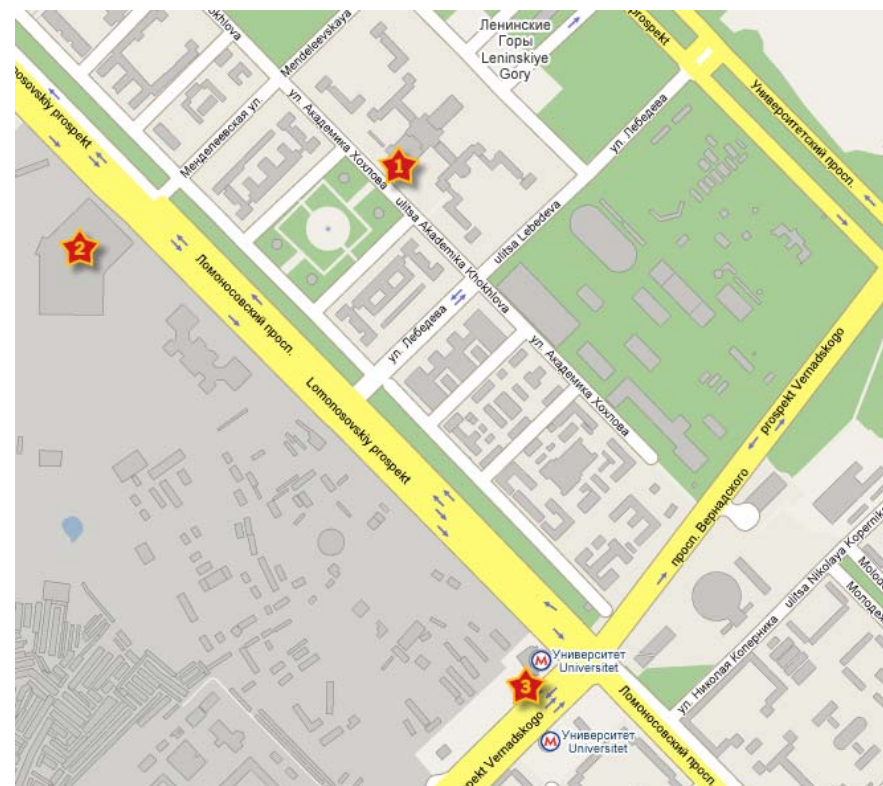 Ленинские
Горы
Leninskiye
Gory
Mendeleevskaya
prospekt
Университетский просп.
ул. Лебедева
Менделеевская ул.
ул. Академика Хохлова
1
ulitsa Akademika Khokhlova
ulitsa Lebedeva
2
Ломоносовский просп.
ул. Лебедева
ул. Академика Хохлова
prospekt Vernadskogo
Lomonosovskiy prospekt
просп. Вернадского
ulitsa Nikolaya Kopernika
ул. Николая Коперника
М
Университет
Universitet
3
Ломоносовский просп.
М
Университет
Universitet